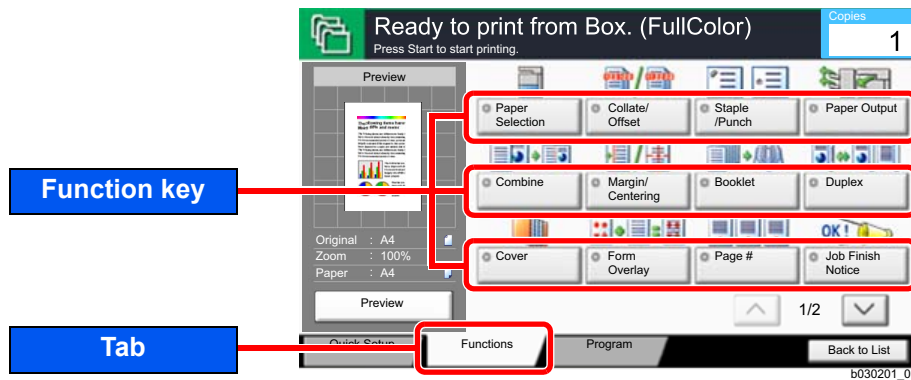 Ready to print from Box. (FullColor)
Press Start to start printing.
Copies
1
Preview
Paper
Selection
Collate/
Offset
Staple
/Punch
Paper Output
Function key
Combine
Margin/
Centering
Booklet
Duplex
OK!
Original : A4
Zoom : 100%
Paper : A4
Cover
Form
Overlay
Page #
Job Finish
Notice
Preview
1/2
Tab
Quick Setup
Functions
Program
Back to List
b030201_0